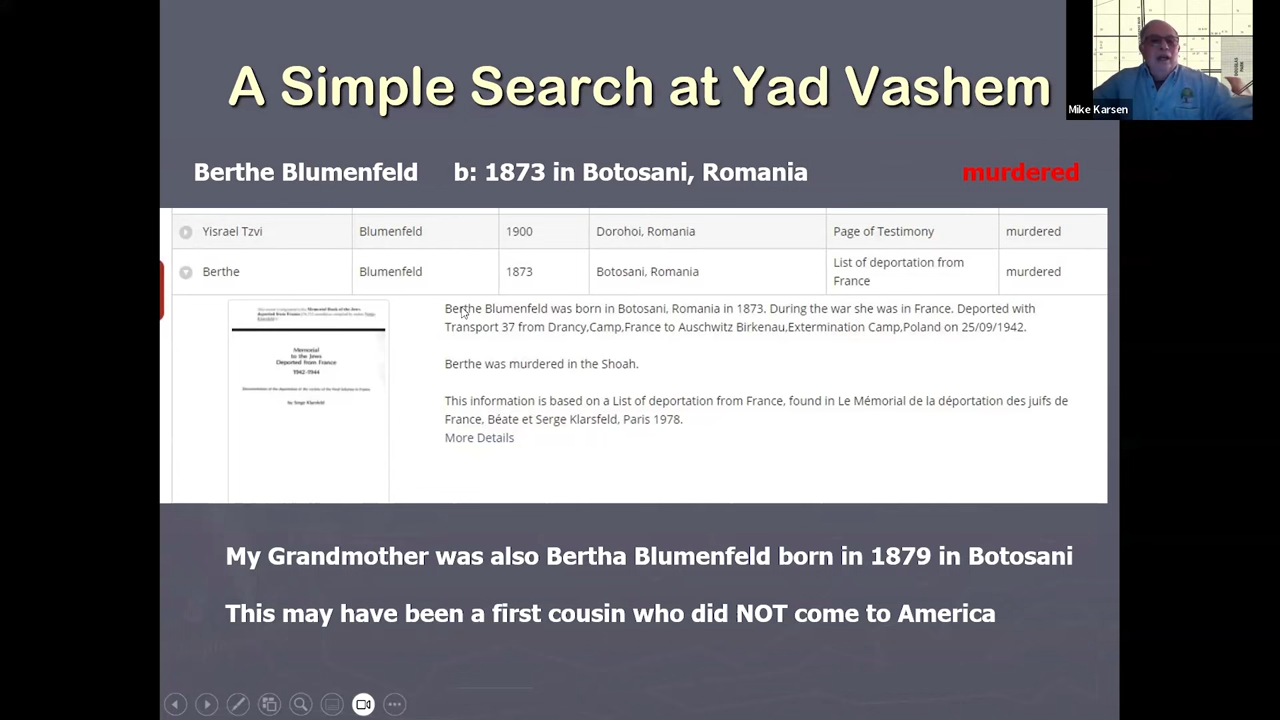 A Simple Search at Yad Vashem
Mike Karsen
Berthe Blumenfeld b: 1873 in Botosani, Romania murdered
Yisrael Tzvi Blumenfeld 1900 Dorohoi, Romania Page of Testimony murdered
Berthe Blumenfeld 1873 Botosani, Romania List of deportation from France murdered
Memorial
to the Jews
Deported from France
1942-1944
by Serge Klarsfeld
Berthe Blumenfeld was born in Botosani, Romania in 1873. During the war she was in France. Deported with
Transport 37 from Drancy,Camp,France to Auschwitz Birkenau,Extermination Camp,Poland on 25/09/1942.
Berthe was murdered in the Shoah.
This information is based on a List of deportation from France, found in Le Mémorial de la déportation des juifs de
France, Béate et Serge Klarsfeld, Paris 1978.
More Details
My Grandmother was also Bertha Blumenfeld born in 1879 in Botosani
This may have been a first cousin who did NOT come to America